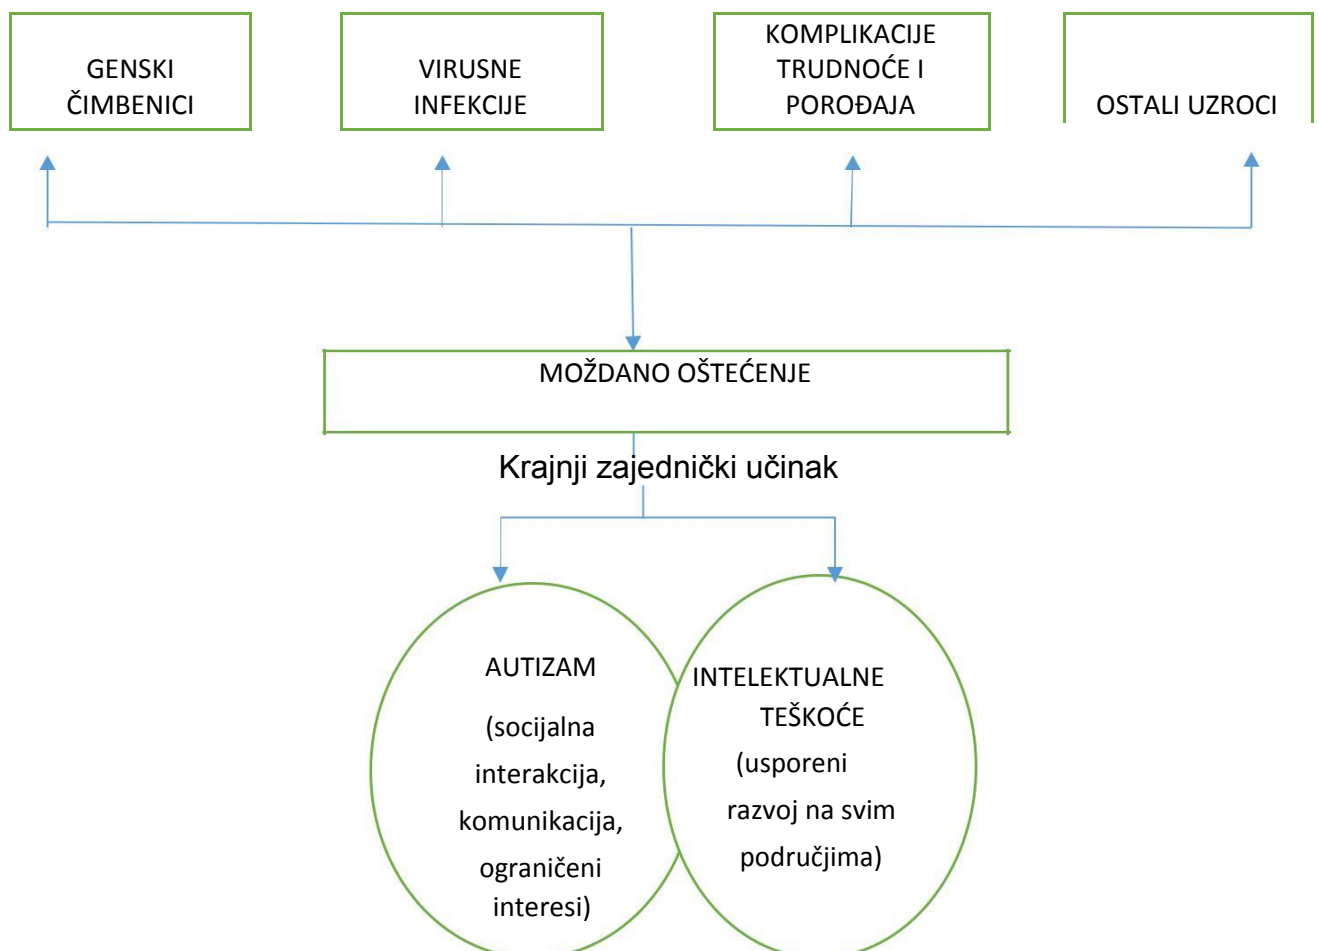 GENSKI
ČIMBENICI
VIRUSNE
INFEKCIJE
KOMPLIKACIJE
TRUDNOĆE I
POROĐAJA
OSTALI UZROCI
MOŽDANO OŠTEĆENJE
Krajnji zajednički učinak
AUTIZAM
(socijalna
interakcija,
komunikacija,
ograničeni
interesi)
INTELEKTUALNE
TEŠKOĆE
(usporeni
razvoj na svim
područjima)